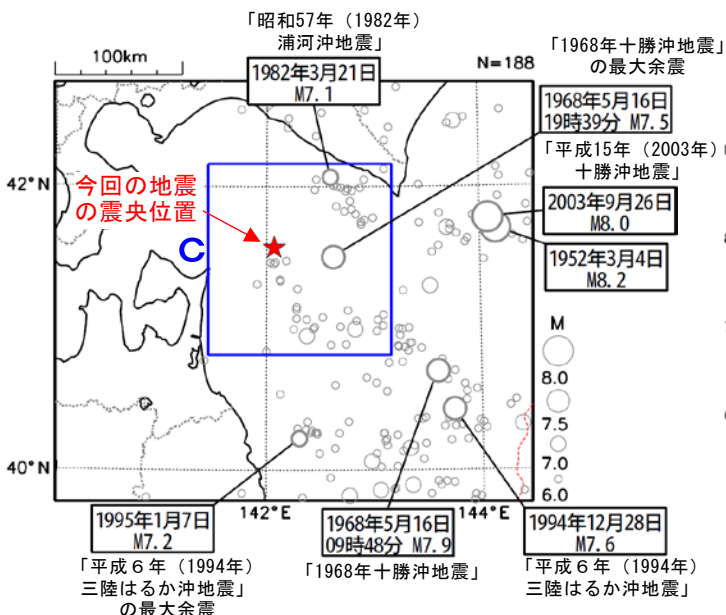 「昭和57年(1982年)
浦河沖地震」
100km
1982年3月21日
M7.1
N=188
「1968年十勝沖地震」
の最大余震
1968年5月16日
19時39分 M7.5
「平成15年(2003年)
十勝沖地震」
42°N
今回の地震
の震央位置
2003年9月26日
M8.0
C
1952年3月4日
M8.2
M
8.0
7.5
7.0
6.0
40°N
142°E
144°E
1995年1月7日
M7.2
1968年5月16日
09時48分 M7.9
1994年12月28日
M7.6
「平成6年(1994年)
三陸はるか沖地震」
の最大余震
「1968年十勝沖地震」
「平成6年(1994年)
三陸はるか沖地震」